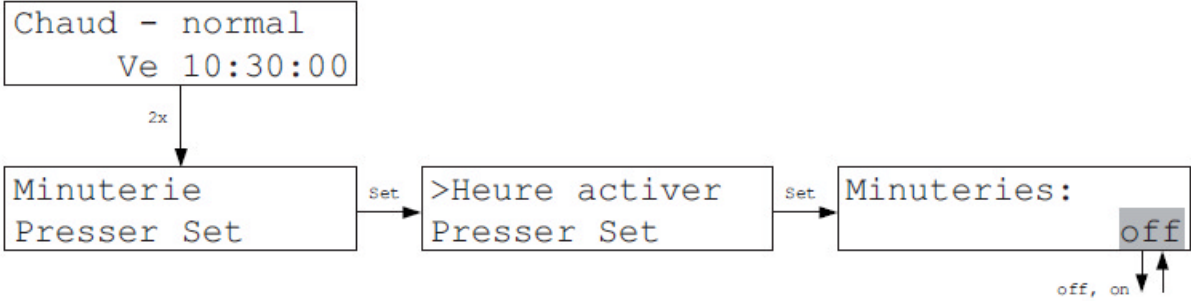 Chaud - normal
Ve 10:30:00
2x
Minuterie
Presser Set
Set
>Heure activer
Presser Set
Set
Minuteries:
off
off, on